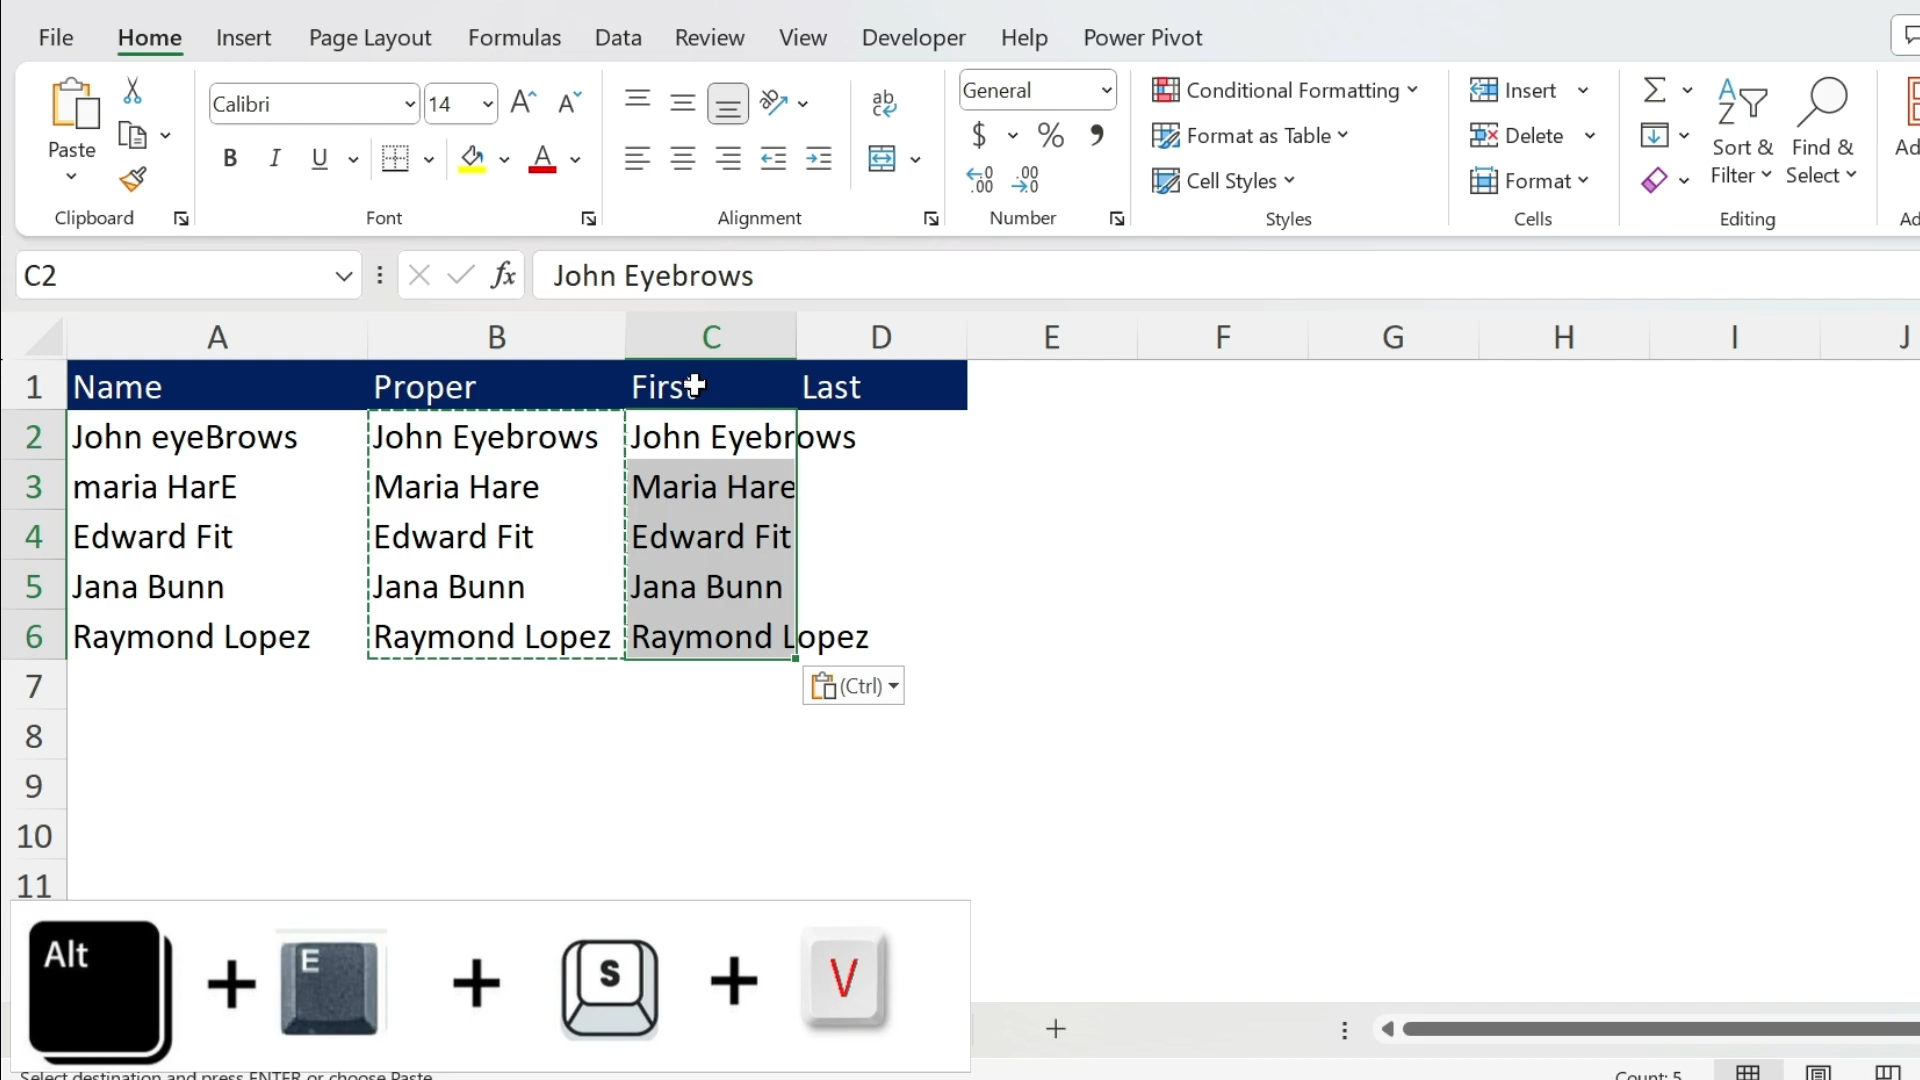 File Home Insert Page Layout Formulas Data Review View Developer Help Power Pivot
Calibri 14 General Conditional Formatting Insert
Format as Table Delete
Paste B I U $ % Sort & Find &
Cell Styles Format Filter Select
Clipboard Font Alignment Number Styles Cells Editing
C2 fx John Eyebrows
A B C D E F G H I J
1 Name Proper First Last
2 John eyeBrows John Eyebrows John Eyebrows
3 maria HarE Maria Hare Maria Hare
4 Edward Fit Edward Fit Edward Fit
5 Jana Bunn Jana Bunn Jana Bunn
6 Raymond Lopez Raymond Lopez Raymond Lopez
7 (Ctrl)
8
9
10
11
Alt + E + S + V
Select destination and press ENTER or choose Paste Count: 5